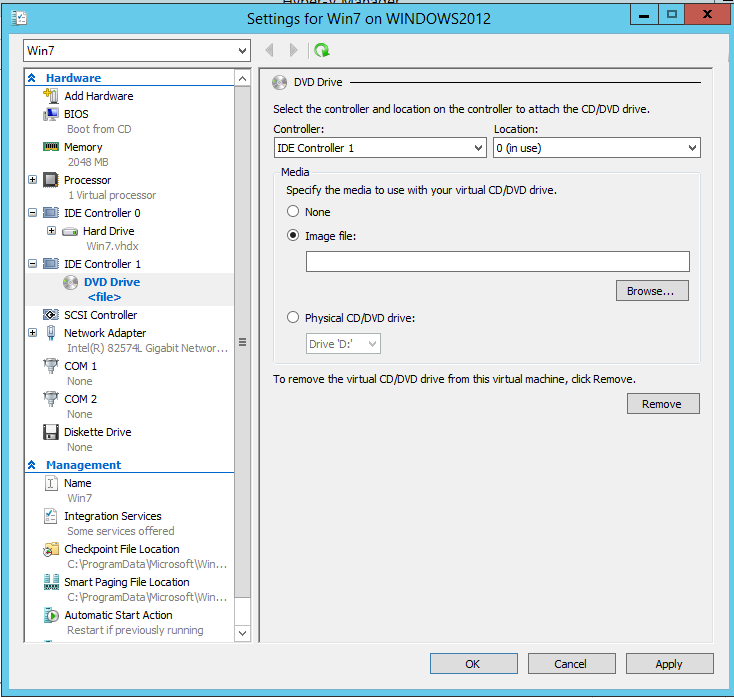 Hyper-V Manager
Settings for Win7 on WINDOWS2012
Win7
Hardware
Add Hardware
BIOS
Boot from CD
Memory
2048 MB
Processor
1 Virtual processor
IDE Controller 0
Hard Drive
Win7.vhdx
IDE Controller 1
DVD Drive
<file>
SCSI Controller
Network Adapter
Intel(R) 82574L Gigabit Networ...
COM 1
None
COM 2
None
Diskette Drive
None
Management
Name
Win7
Integration Services
Some services offered
Checkpoint File Location
C:\ProgramData\Microsoft\Win...
Smart Paging File Location
C:\ProgramData\Microsoft\Win...
Automatic Start Action
Restart if previously running
DVD Drive
Select the controller and location on the controller to attach the CD/DVD drive.
Controller: Location:
IDE Controller 1 0 (in use)
Media
Specify the media to use with your virtual CD/DVD drive.
None
Image file:
Browse...
Physical CD/DVD drive:
Drive 'D:'
To remove the virtual CD/DVD drive from this virtual machine, click Remove.
Remove
OK Cancel Apply